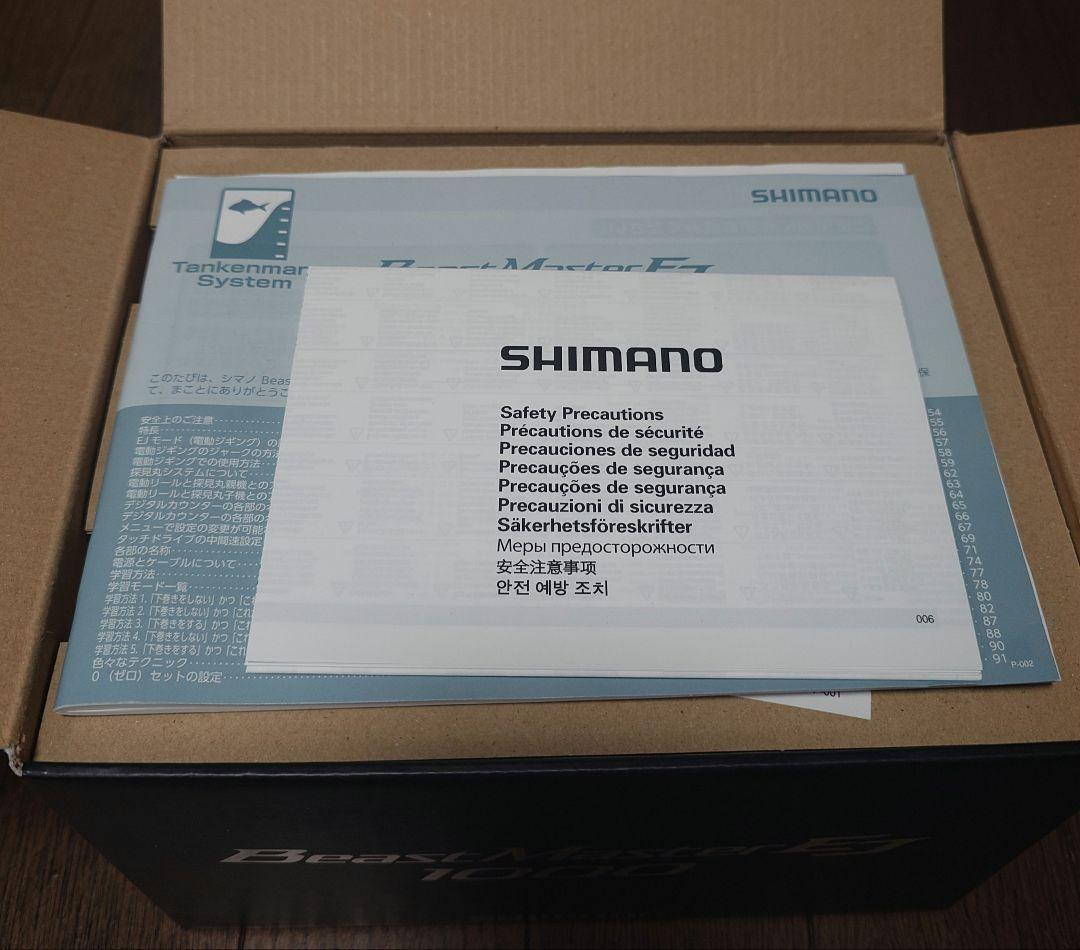 SHIMANO
Tankenmar
System
BeastMaster EJ
このたびは、シマノ Beas
て、まことにありがとうご
保
安全上のご注意
特長
EJモード（電動ジギング）の
電動ジギングのジャークの方法
電動ジギングでの使用方法
探見丸システムについて
電動リールと探見丸親機との
電動リールと探見丸子機との
デジタルカウンターの各部の
デジタルカウンターの各部の
メニューで設定の変更が可能
タッチドライブの中間速設定
各部の名称
電源とケーブルについて
学習方法
学習モード一覧
学習方法 1.「下巻きをしない」かつ「これ
学習方法 2.「下巻きをしない」かつ「これ
学習方法 3.「下巻きをする」かつ「これ
学習方法 4.「下巻きをしない」かつ「これ
学習方法 5.「下巻きをする」かつ「これ
色々なテクニック
0（ゼロ）セットの設定
54
55
56
57
58
59
62
63
64
65
66
67
69
71
74
77
78
80
82
87
88
90
91
P-002
SHIMANO
Safety Precautions
Précautions de sécurité
Precauciones de seguridad
Precauções de segurança
Precauções de segurança
Precauzioni di sicurezza
Säkerhetsföreskrifter
Меры предосторожности
安全注意事项
안전 예방 조치
006
P-001
BeastMaster EJ
1000